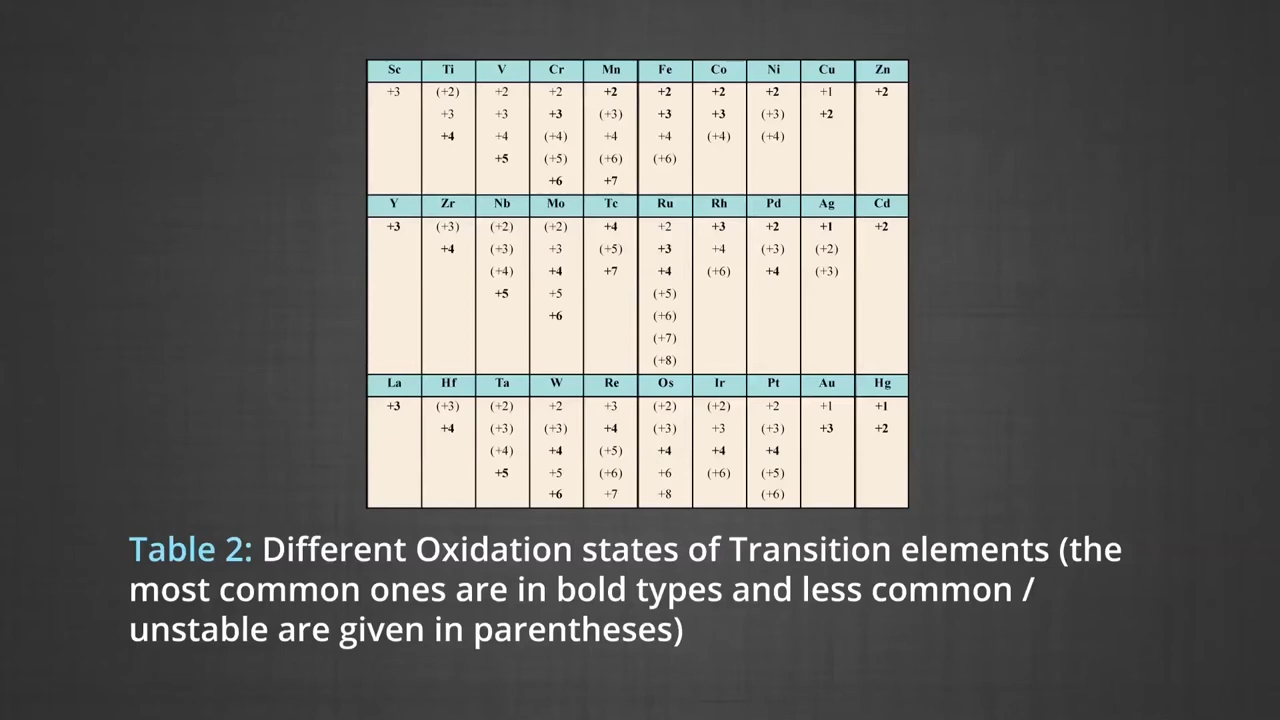 Sc Ti V Cr Mn Fe Co Ni Cu Zn
+3 (+2) +2 +2 +2 +2 +2 +2 +1 +2
+3 +3 +3 (+3) +3 +3 (+3) +2
+4 +4 (+4) +4 +4 (+4) (+4)
+5 (+5) (+6) (+6)
+6 +7
Y Zr Nb Mo Tc Ru Rh Pd Ag Cd
+3 (+3) (+2) (+2) +4 +2 +3 +2 +1 +2
+4 (+3) +3 (+5) +3 +4 (+3) (+2)
(+4) +4 +7 +4 (+6) +4 (+3)
+5 +5 (+5)
+6 (+6)
(+7)
(+8)
La Hf Ta W Re Os Ir Pt Au Hg
+3 (+3) (+2) +2 +3 (+2) (+2) +2 +1 +1
+4 (+3) (+3) +4 (+3) +3 (+3) +3 +2
(+4) +4 (+5) +4 +4 +4
+5 +5 (+6) +6 (+6) (+5)
+6 +7 +8 (+6)
Table 2: Different Oxidation states of Transition elements (the
most common ones are in bold types and less common /
unstable are given in parentheses)